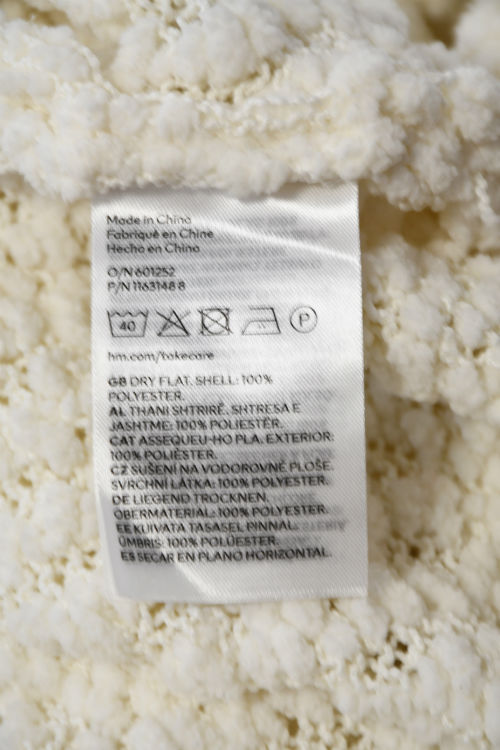 Made in China
Fabriqué en Chine
Hecho en China
O/N 601252
P/N 1163148 8
40
P
hm.com/takecare
GB DRY FLAT. SHELL: 100%
POLYESTER.
AL THANI SHTRIRË. SHTRESA E
JASHTME: 100% POLIESTËR.
CAT ASSEQUEU-HO PLA. EXTERIOR:
100% POLIÈSTER.
CZ SUŠENÍ NA VODOROVNÉ PLOŠE.
SVRCHNÍ LÁTKA: 100% POLYESTER.
DE LIEGEND TROCKNEN.
OBERMATERIAL: 100% POLYESTER.
EE KUIVATA TASASEL PINNAL.
ÜMBRIS: 100% POLÜESTER.
ES SECAR EN PLANO HORIZONTAL.